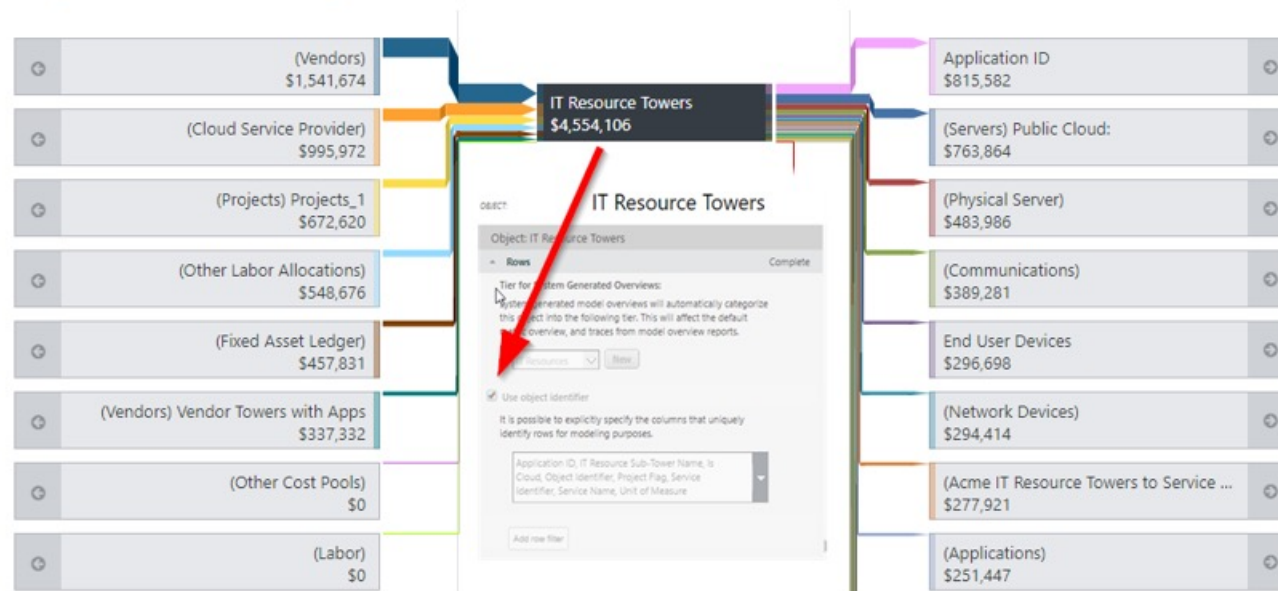 (Vendors)
$1,541,674
(Cloud Service Provider)
$995,972
(Projects) Projects_1
$672,620
(Other Labor Allocations)
$548,676
(Fixed Asset Ledger)
$457,831
(Vendors) Vendor Towers with Apps
$337,332
(Other Cost Pools)
$0
(Labor)
$0
IT Resource Towers
$4,554,106
OBJECT: IT Resource Towers
Object: IT Resource Towers
Rows Complete
Tier for System Generated Overviews:
System generated model overviews will automatically categorize
this object into the following tier. This will affect the default
overview, and traces from model overview reports.
Resources New
Use object identifier
It is possible to explicitly specify the columns that uniquely
identify rows for modeling purposes.
Application ID, IT Resource Sub-Tower Name, Is
Cloud, Object Identifier, Project Flag, Service
Identifier, Service Name, Unit of Measure
Add row filter
Application ID
$815,582
(Servers) Public Cloud:
$763,864
(Physical Server)
$483,986
(Communications)
$389,281
End User Devices
$296,698
(Network Devices)
$294,414
(Acme IT Resource Towers to Service ...
$277,921
(Applications)
$251,447